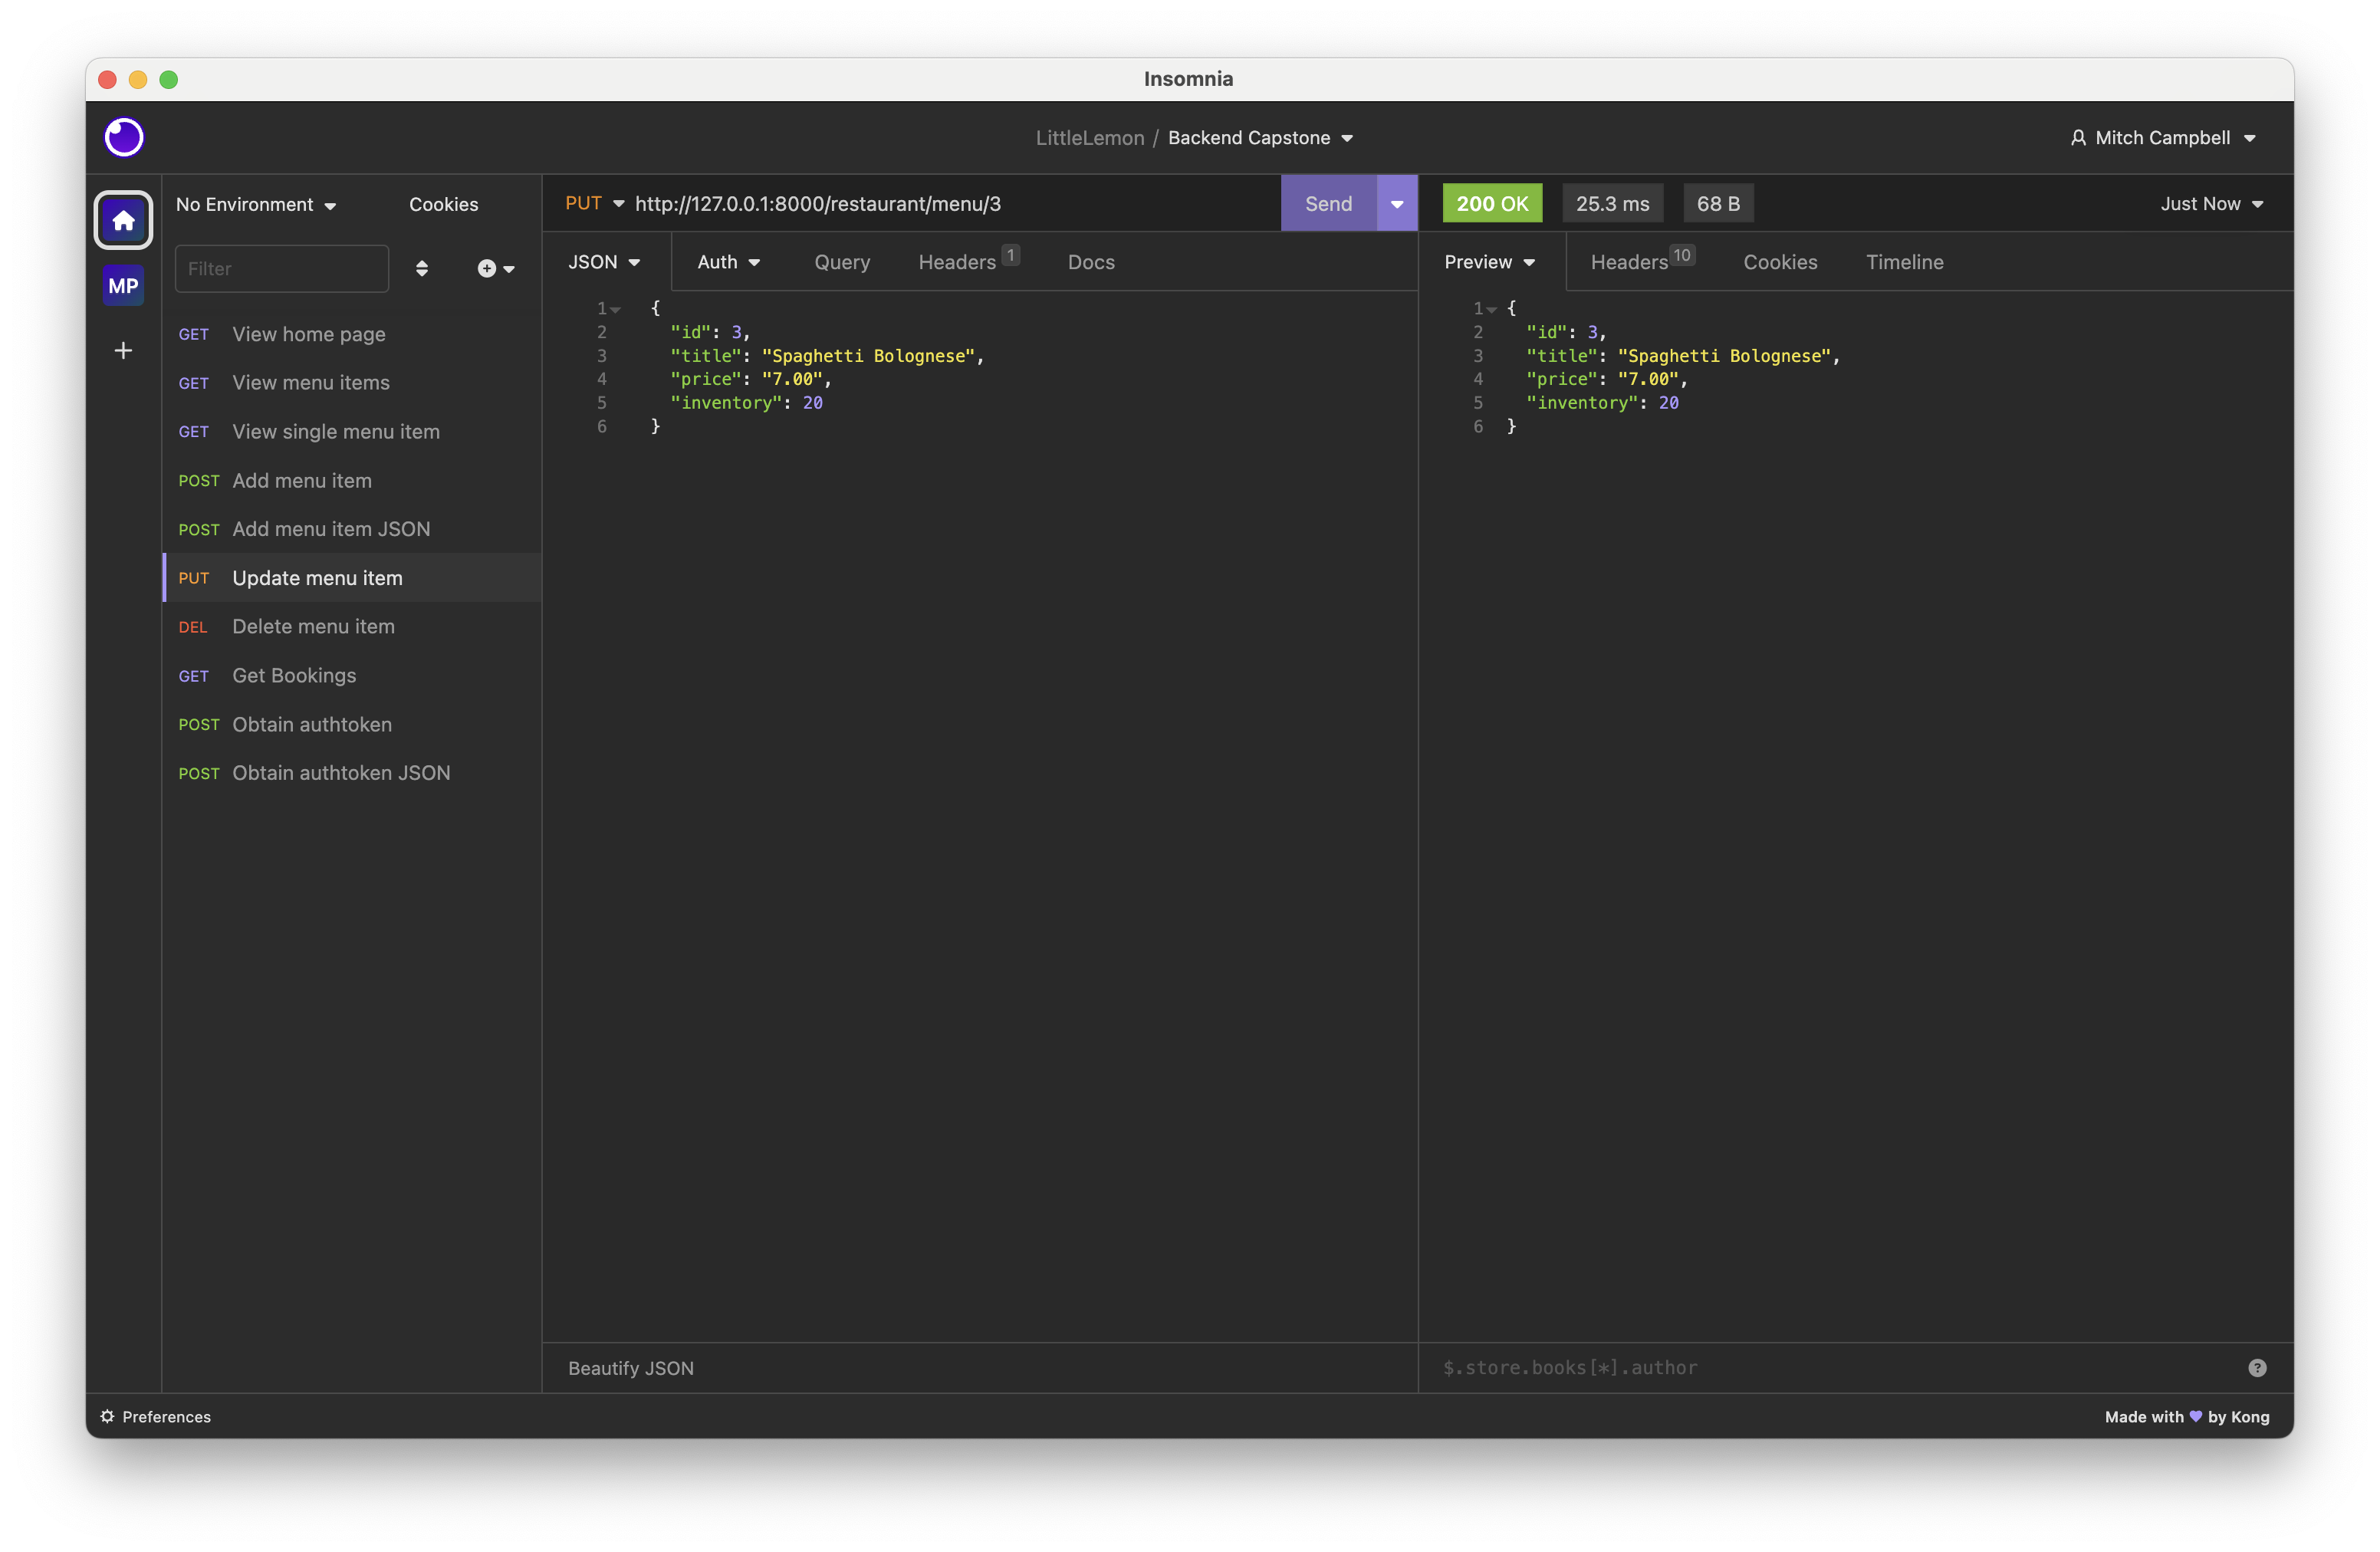 Insomnia
LittleLemon / Backend Capstone
Mitch Campbell
MP
No Environment
Cookies
Filter
GET View home page
GET View menu items
GET View single menu item
POST Add menu item
POST Add menu item JSON
PUT Update menu item
DEL Delete menu item
GET Get Bookings
POST Obtain authtoken
POST Obtain authtoken JSON
PUT http://127.0.0.1:8000/restaurant/menu/3 Send
JSON Auth Query Headers 1 Docs
1 {
2 "id": 3,
3 "title": "Spaghetti Bolognese",
4 "price": "7.00",
5 "inventory": 20
6 }
Beautify JSON
200 OK 25.3 ms 68 B Just Now
Preview Headers 10 Cookies Timeline
1 {
2 "id": 3,
3 "title": "Spaghetti Bolognese",
4 "price": "7.00",
5 "inventory": 20
6 }
$.store.books[*].author ?
Preferences
Made with ♥ by Kong